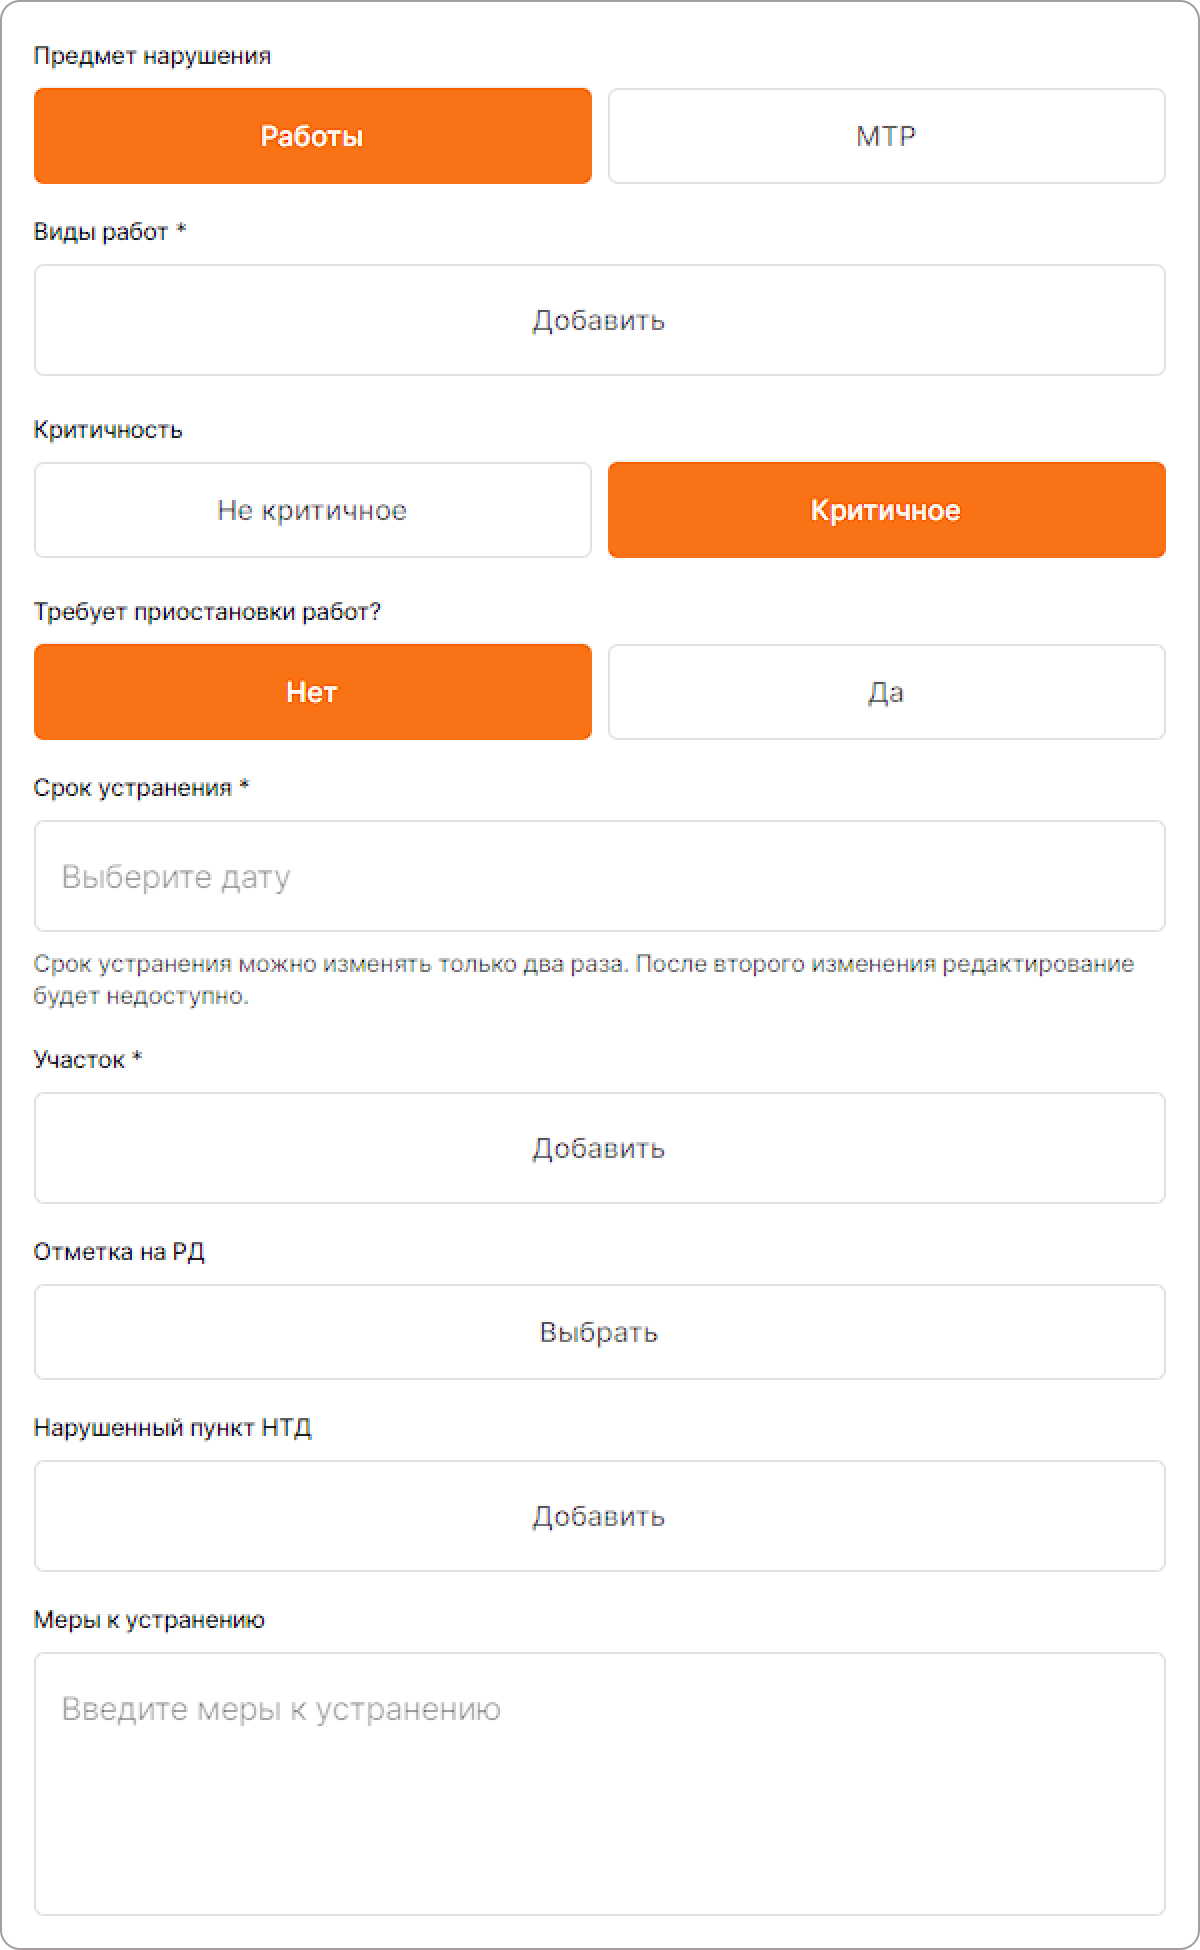 Предмет нарушения
Работы
МТР
Виды работ *
Добавить
Критичность
Не критичное
Критичное
Требует приостановки работ?
Нет
Да
Срок устранения *
Выберите дату
Срок устранения можно изменять только два раза. После второго изменения редактирование
будет недоступно.
Участок *
Добавить
Отметка на РД
Выбрать
Нарушенный пункт НТД
Добавить
Меры к устранению
Введите меры к устранению